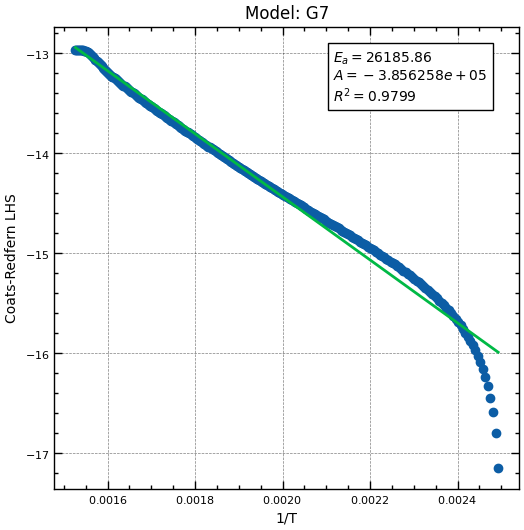 Model: G7
Eₐ = 26185.86
A = −3.856258e + 05
R² = 0.9799
Coats-Redfern LHS
−13
−14
−15
−16
−17
0.0016 0.0018 0.0020 0.0022 0.0024
1/T